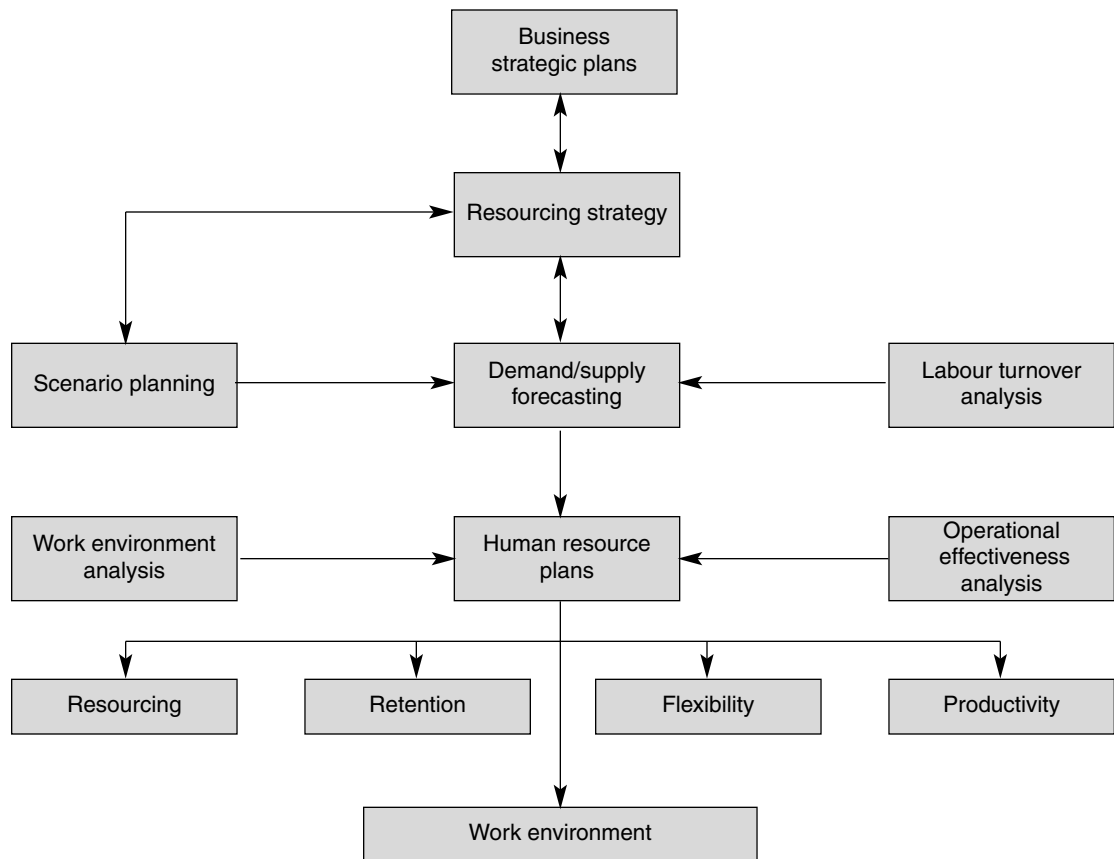 Business
strategic plans
Resourcing strategy
Scenario planning
Demand/supply
forecasting
Labour turnover
analysis
Work environment
analysis
Human resource
plans
Operational
effectiveness
analysis
Resourcing
Retention
Flexibility
Productivity
Work environment